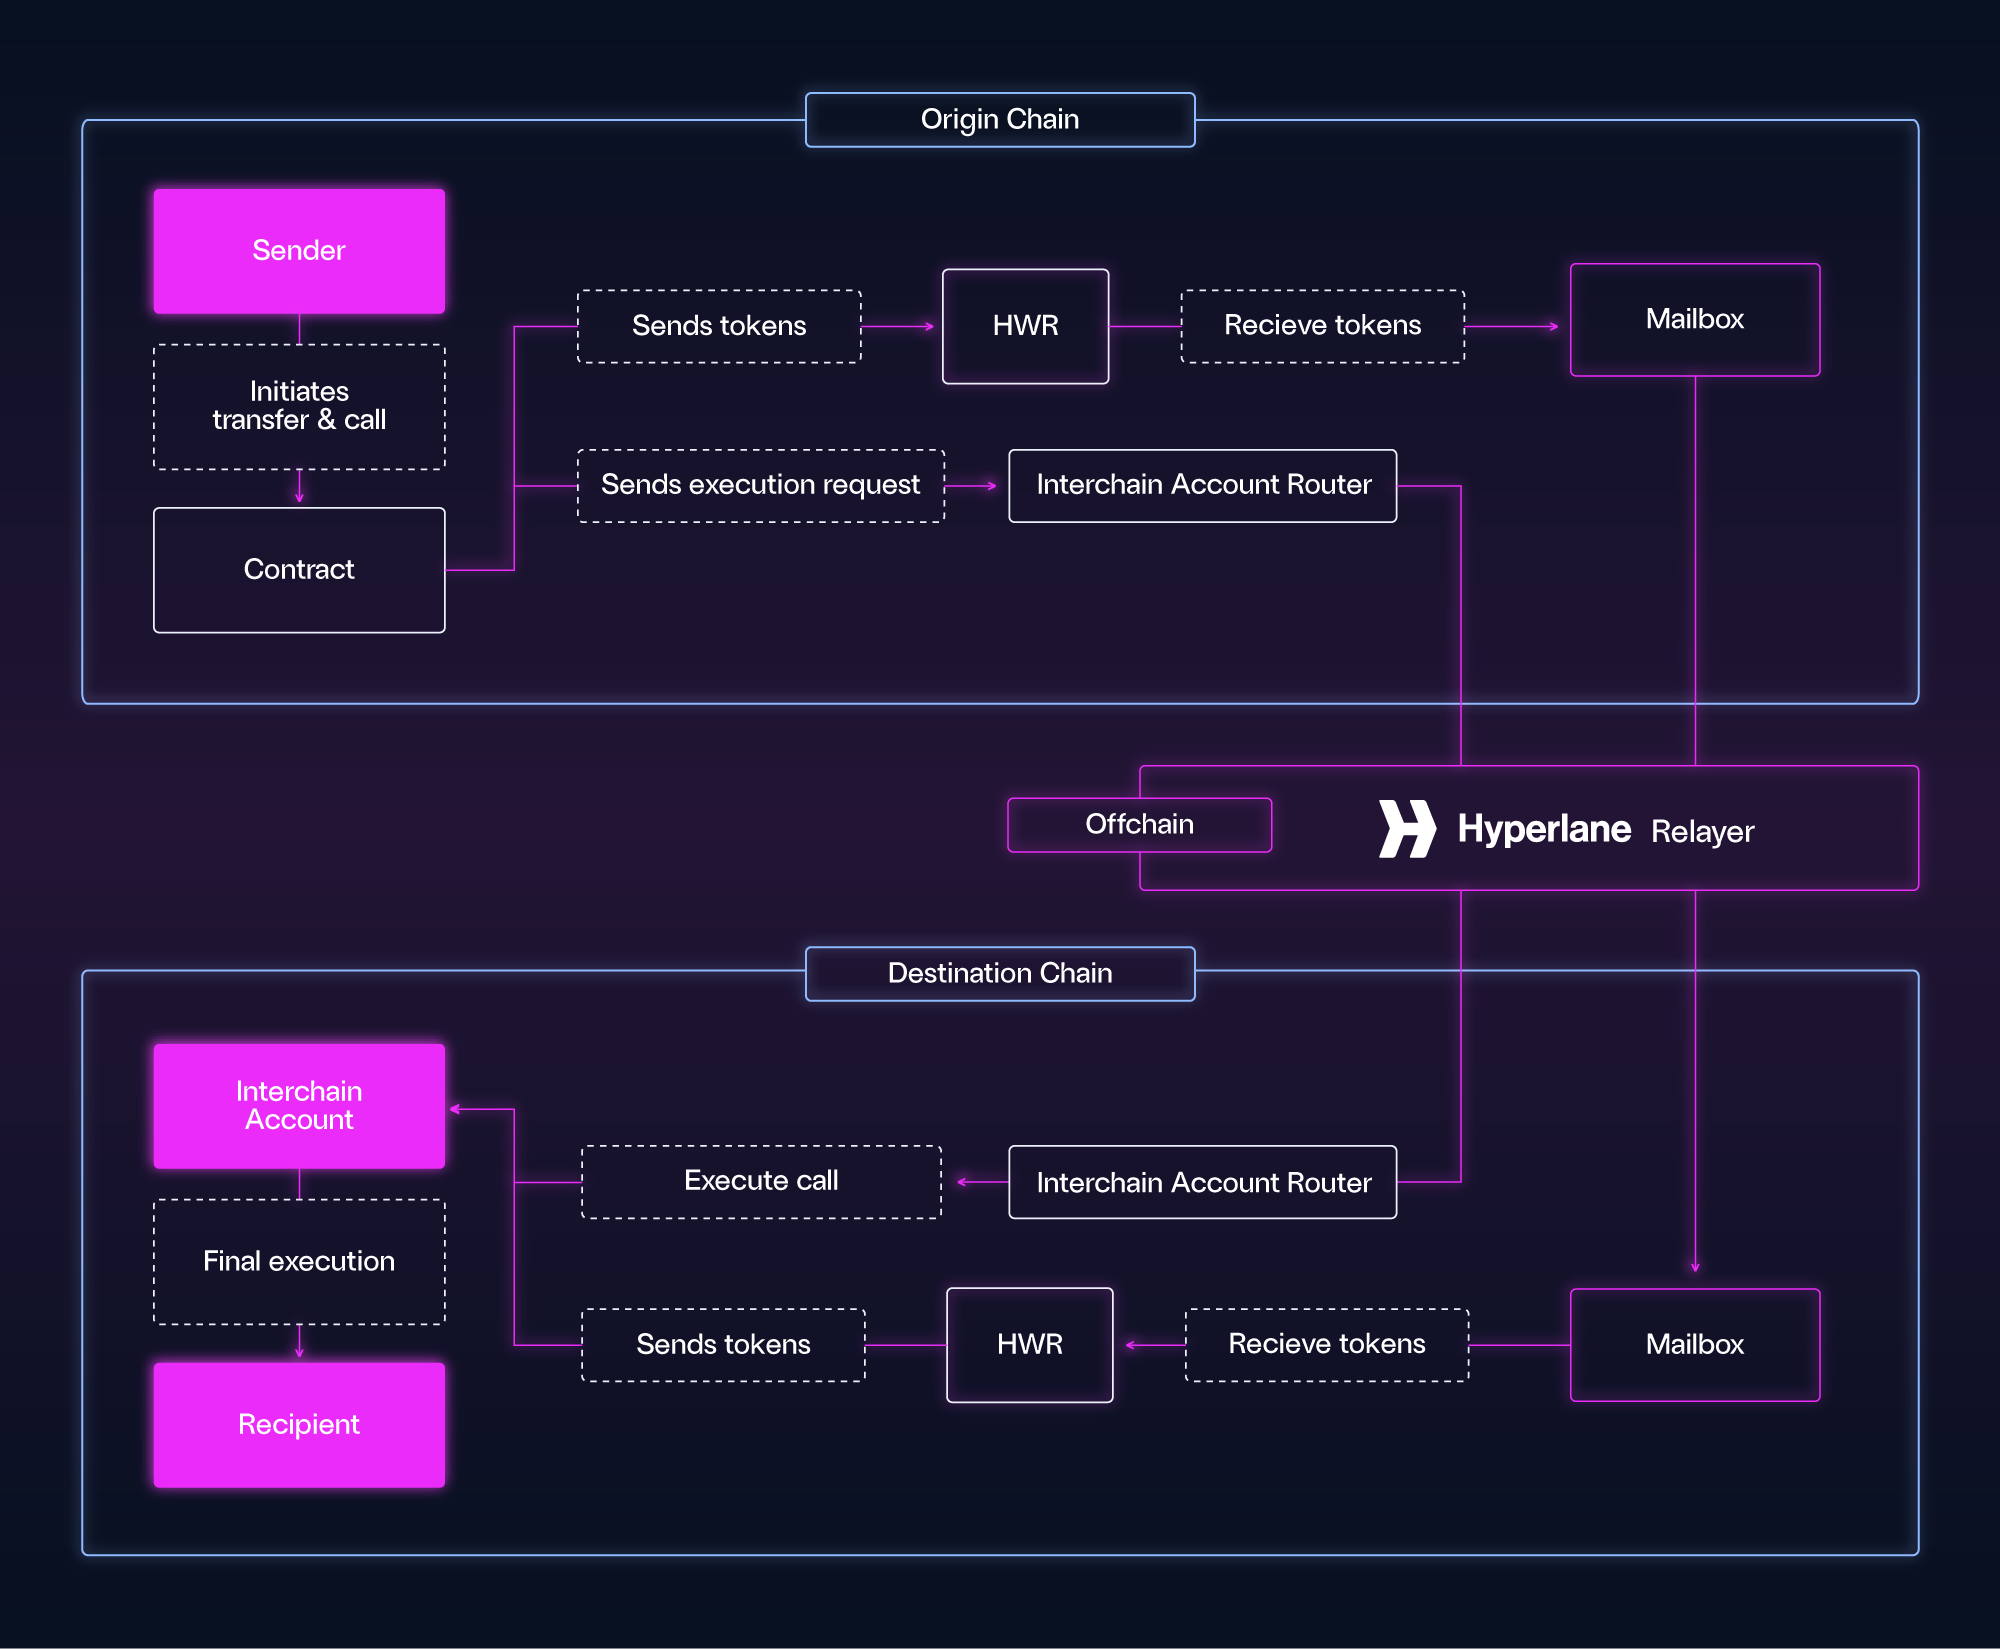 Origin Chain
Sender
Initiates
transfer & call
Contract
Sends tokens
HWR
Recieve tokens
Mailbox
Sends execution request
Interchain Account Router
Offchain
Hyperlane Relayer
Destination Chain
Interchain
Account
Execute call
Interchain Account Router
Final execution
Sends tokens
HWR
Recieve tokens
Mailbox
Recipient